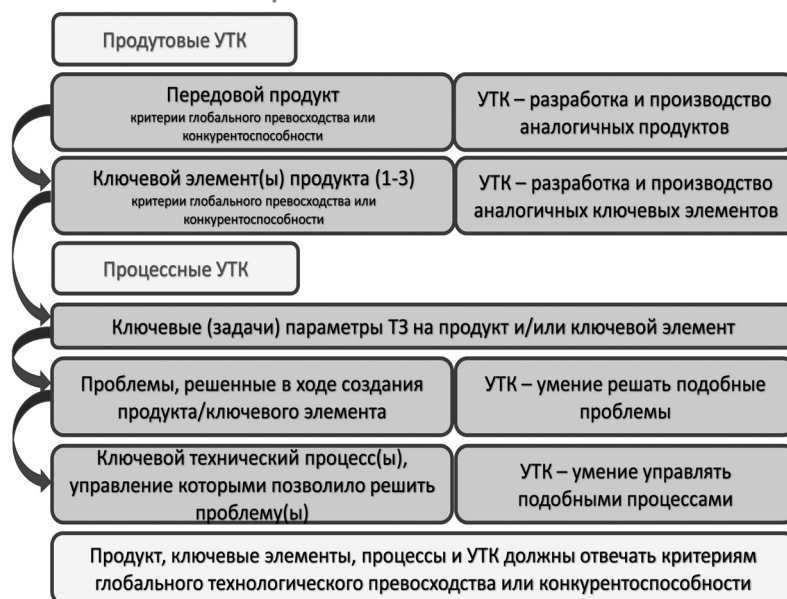 Продутовые УТК
Передовой продукт
критерии глобального превосходства или
конкурентоспособности
УТК – разработка и производство
аналогичных продуктов
Ключевой элемент(ы) продукта (1-3)
критерии глобального превосходства или
конкурентоспособности
УТК – разработка и производство
аналогичных ключевых элементов
Процессные УТК
Ключевые (задачи) параметры ТЗ на продукт и/или ключевой элемент
Проблемы, решенные в ходе создания
продукта/ключевого элемента
УТК – умение решать подобные
проблемы
Ключевой технический процесс(ы),
управление которыми позволило решить
проблему(ы)
УТК – умение управлять
подобными процессами
Продукт, ключевые элементы, процессы и УТК должны отвечать критериям
глобального технологического превосходства или конкурентоспособности